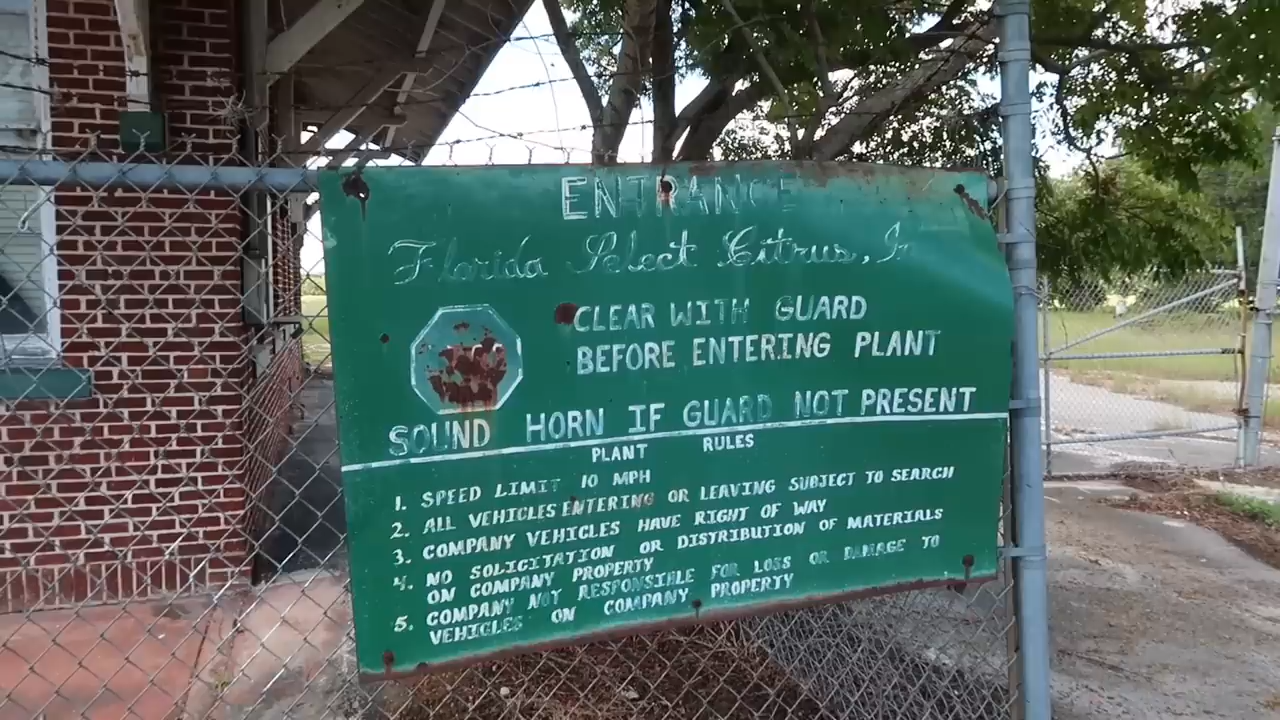 ENTRANCE
Florida Select Citrus, In
CLEAR WITH GUARD
BEFORE ENTERING PLANT
SOUND HORN IF GUARD NOT PRESENT
PLANT RULES
1. SPEED LIMIT 10 MPH
2. ALL VEHICLES ENTERING OR LEAVING SUBJECT TO SEARCH
3. COMPANY VEHICLES HAVE RIGHT OF WAY
4. NO SOLICITATION OR DISTRIBUTION OF MATERIALS
ON COMPANY PROPERTY
5. COMPANY NOT RESPONSIBLE FOR LOSS OR DAMAGE TO
VEHICLES ON COMPANY PROPERTY